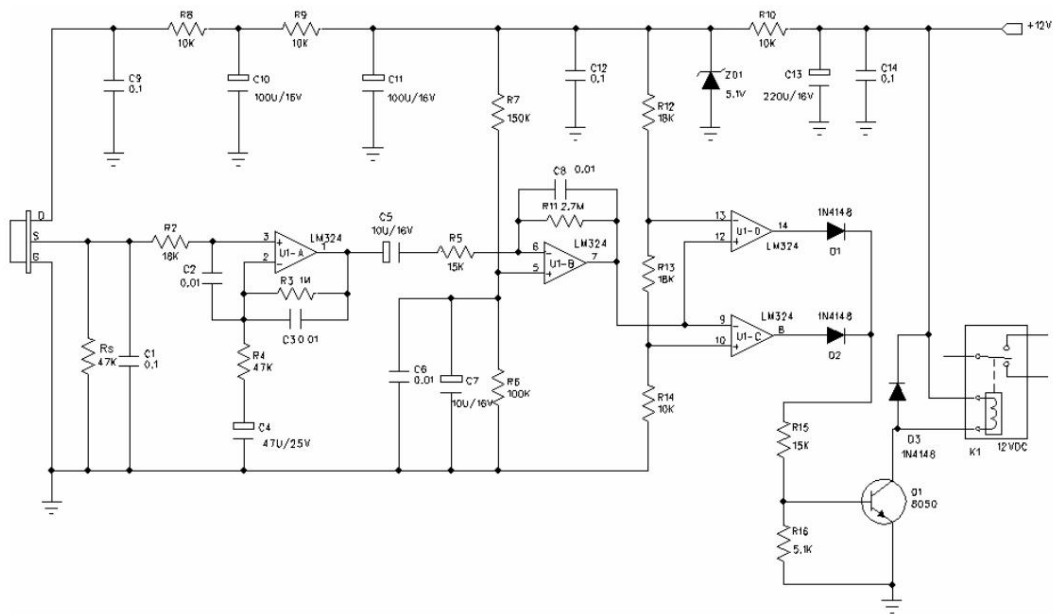 R8
10K
R9
10K
R10
10K
+12V
C9
0.1
C10
100U/16V
C11
100U/16V
C12
0.1
ZD1
5.1V
C13
220U/16V
C14
0.1
R7
150K
R12
18K
D
S
G
R2
18K
C2
0.01
3
2
1
U1-A
LM324
R3 1M
C3 0.01
C5
10U/16V
R5
15K
C8 0.01
R11 2.7M
6
5
7
U1-B
LM324
R13
18K
13
12
14
U1-D
LM324
1N4148
D1
9
10
8
U1-C
LM324
1N4148
D2
Rs
47K
C1
0.1
R4
47K
C4
47U/25V
C6
0.01
C7
10U/16V
R6
100K
R14
10K
R15
15K
R16
5.1K
D3
1N4148
K1
12VDC
Q1
8050